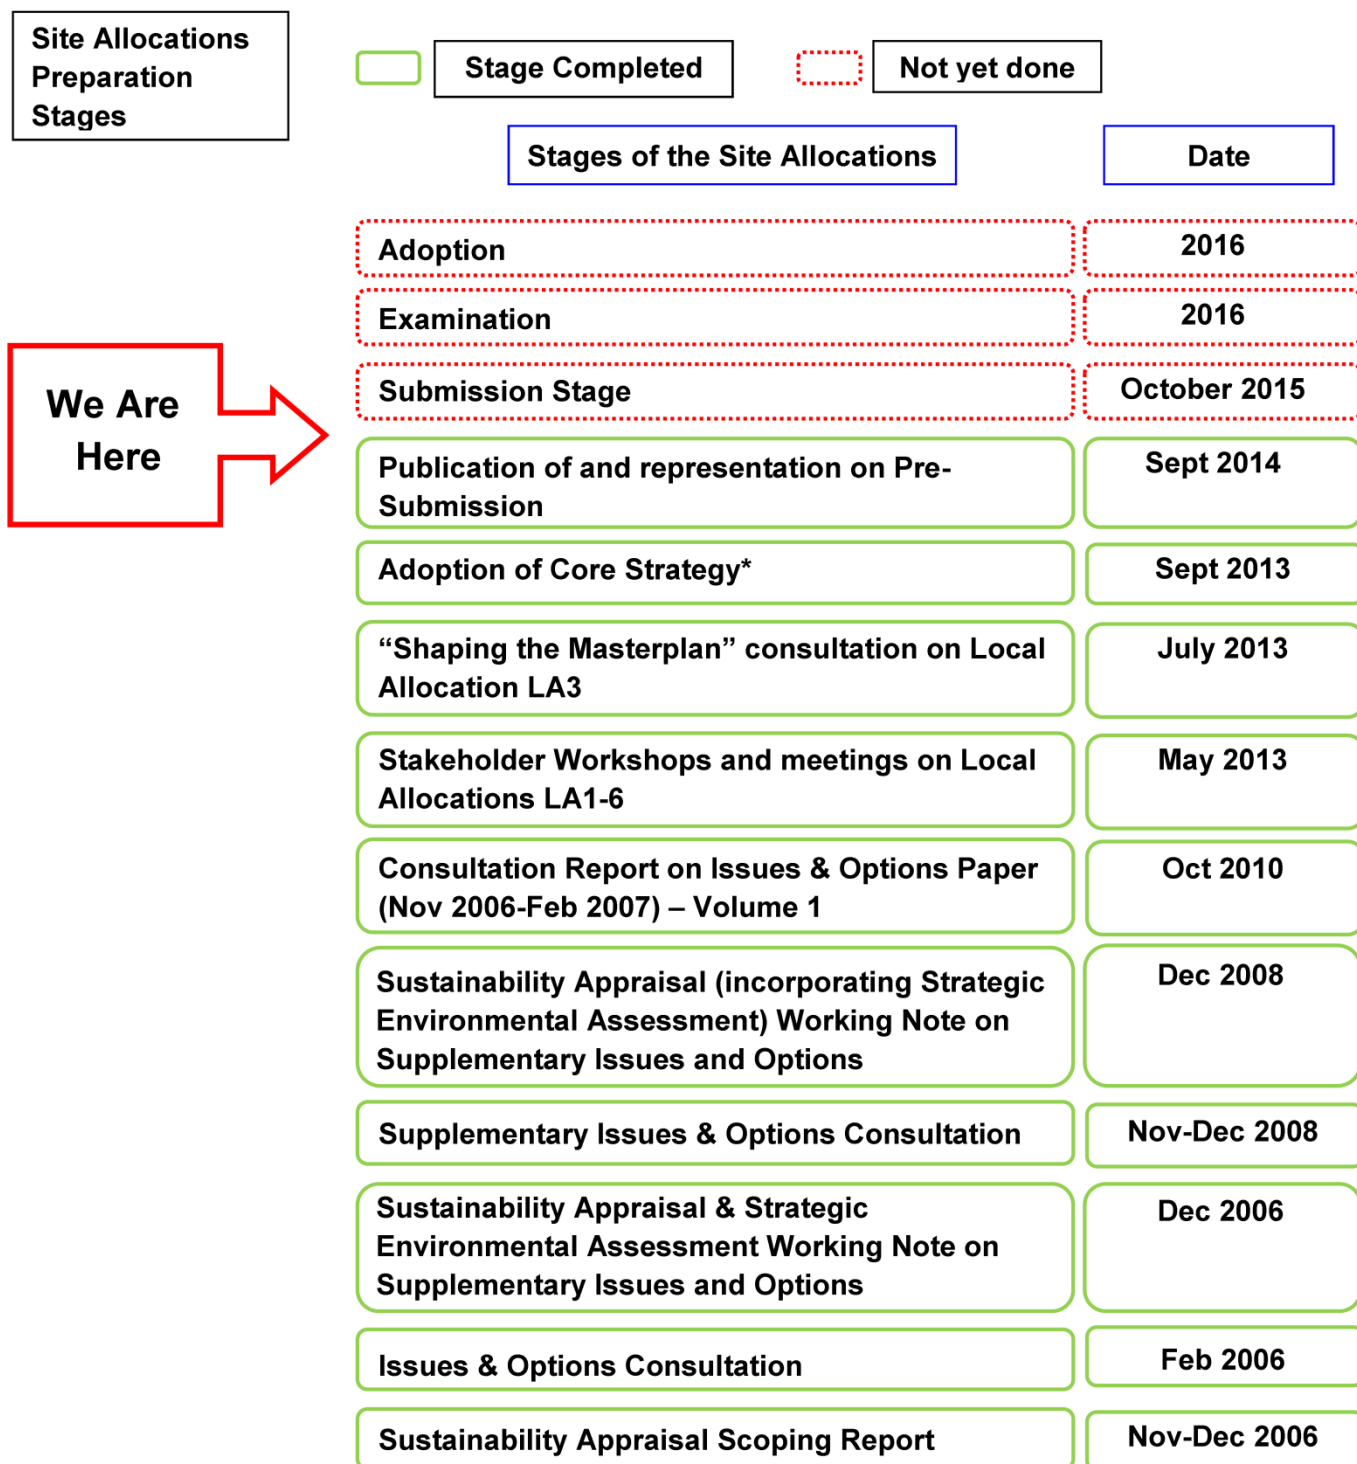 Site Allocations
Preparation
Stages
Stage Completed
Not yet done
Stages of the Site Allocations
Date
Adoption
2016
Examination
2016
We Are
Here
Submission Stage
October 2015
Publication of and representation on Pre-
Submission
Sept 2014
Adoption of Core Strategy*
Sept 2013
“Shaping the Masterplan” consultation on Local
Allocation LA3
July 2013
Stakeholder Workshops and meetings on Local
Allocations LA1-6
May 2013
Consultation Report on Issues & Options Paper
(Nov 2006-Feb 2007) – Volume 1
Oct 2010
Sustainability Appraisal (incorporating Strategic
Environmental Assessment) Working Note on
Supplementary Issues and Options
Dec 2008
Supplementary Issues & Options Consultation
Nov-Dec 2008
Sustainability Appraisal & Strategic
Environmental Assessment Working Note on
Supplementary Issues and Options
Dec 2006
Issues & Options Consultation
Feb 2006
Sustainability Appraisal Scoping Report
Nov-Dec 2006